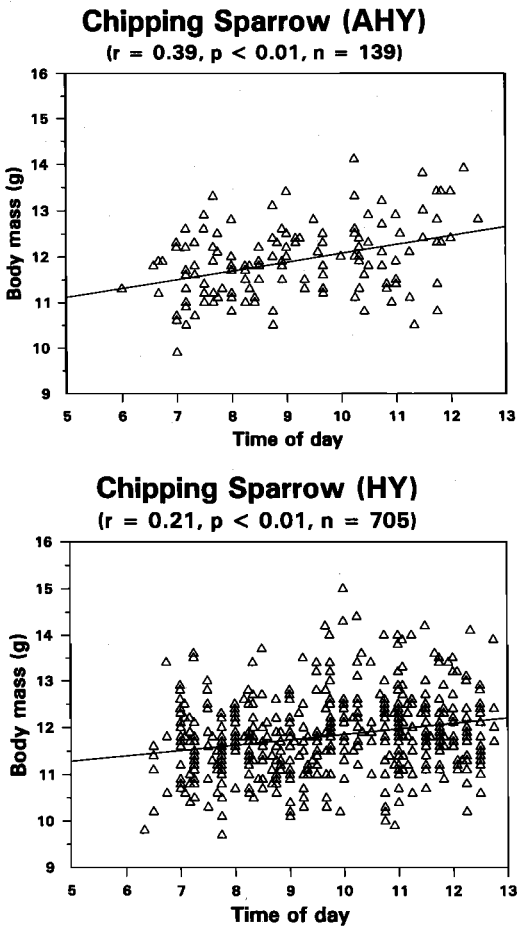 Chipping Sparrow (AHY)
(r = 0.39, p < 0.01, n = 139)
16
15
14
13
12
11
10
9
Body mass (g)
5 6 7 8 9 10 11 12 13
Time of day
Chipping Sparrow (HY)
(r = 0.21, p < 0.01, n = 705)
16
15
14
13
12
11
10
9
Body mass (g)
5 6 7 8 9 10 11 12 13
Time of day